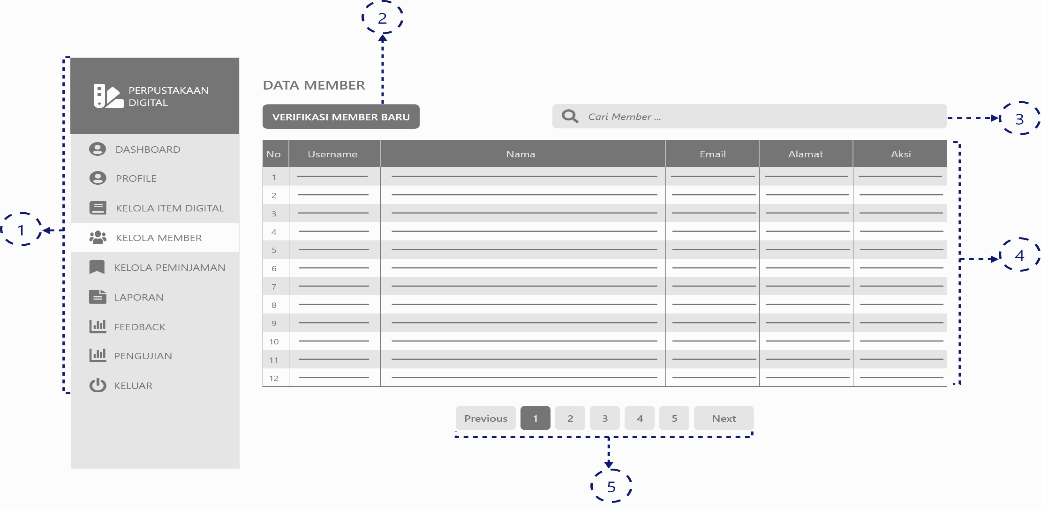 2
PERPUSTAKAAN
DIGITAL
DATA MEMBER
VERIFIKASI MEMBER BARU
Cari Member ...
3
DASHBOARD
PROFILE
KELOLA ITEM DIGITAL
KELOLA MEMBER
KELOLA PEMINJAMAN
LAPORAN
FEEDBACK
PENGUJIAN
KELUAR
1
No Username Nama Email Alamat Aksi
1
2
3
4
5
6
7
8
9
10
11
12
4
Previous 1 2 3 4 5 Next
5